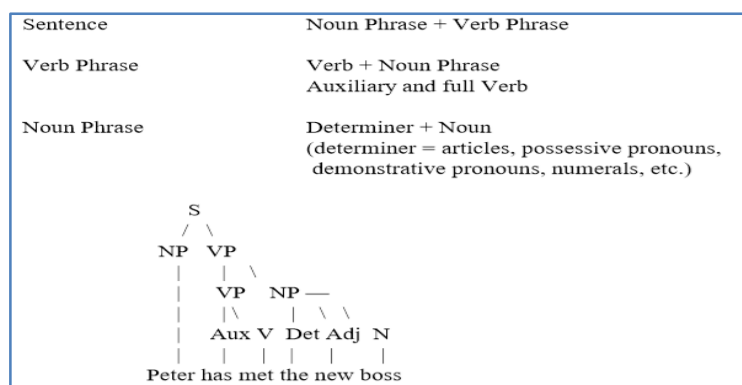 Sentence Noun Phrase + Verb Phrase
Verb Phrase Verb + Noun Phrase
Auxiliary and full Verb
Noun Phrase Determiner + Noun
(determiner = articles, possessive pronouns,
demonstrative pronouns, numerals, etc.)
S
NP VP
VP NP
Aux V Det Adj N
Peter has met the new boss